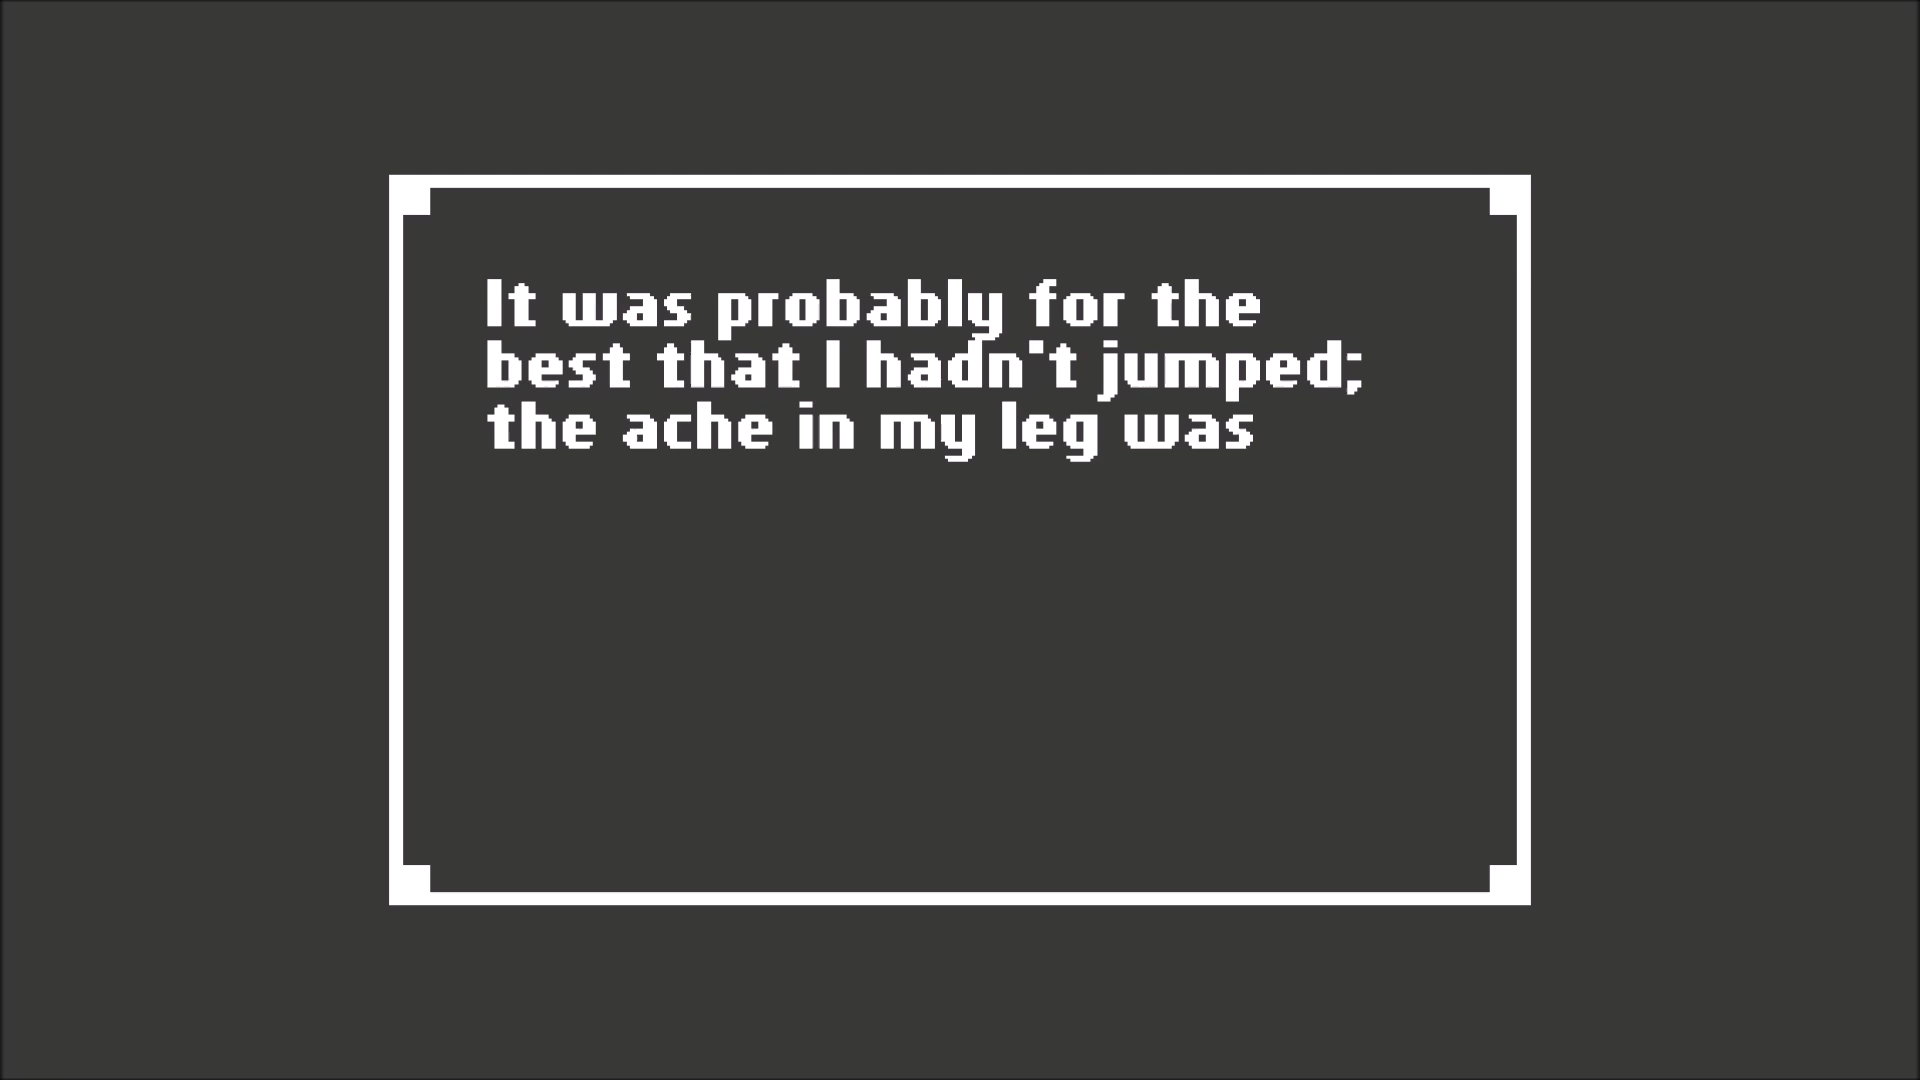 It was probably for the
best that I hadn't jumped;
the ache in my leg was